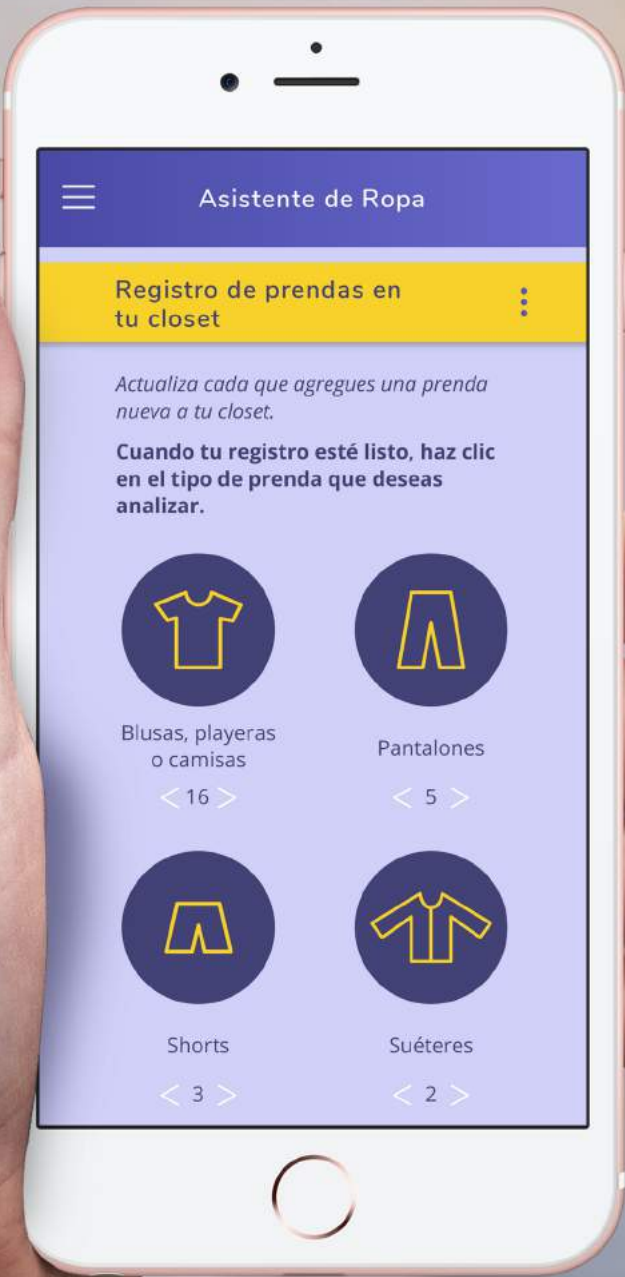 Asistente de Ropa
Registro de prendas en
tu closet
Actualiza cada que agregues una prenda
nueva a tu closet.
Cuando tu registro esté listo, haz clic
en el tipo de prenda que deseas
analizar.
Blusas, playeras
o camisas
Pantalones
< 16 >
< 5 >
Shorts
Suéteres
< 3 >
< 2 >